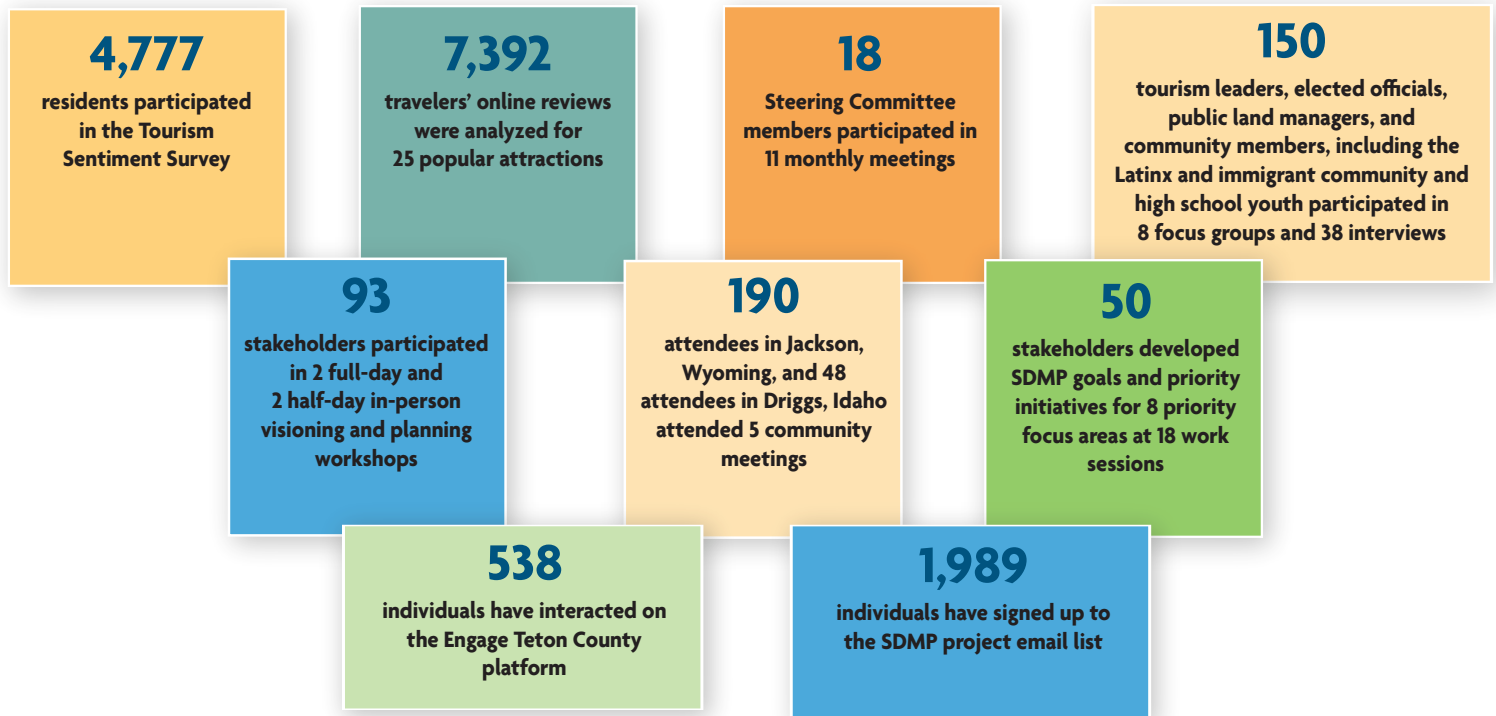 4,777
residents participated
in the Tourism
Sentiment Survey
7,392
travelers’ online reviews
were analyzed for
25 popular attractions
18
Steering Committee
members participated in
11 monthly meetings
150
tourism leaders, elected officials,
public land managers, and
community members, including the
Latinx and immigrant community and
high school youth participated in
8 focus groups and 38 interviews
93
stakeholders participated
in 2 full-day and
2 half-day in-person
visioning and planning
workshops
190
attendees in Jackson,
Wyoming, and 48
attendees in Driggs, Idaho
attended 5 community
meetings
50
stakeholders developed
SDMP goals and priority
initiatives for 8 priority
focus areas at 18 work
sessions
538
individuals have interacted on
the Engage Teton County
platform
1,989
individuals have signed up to
the SDMP project email list